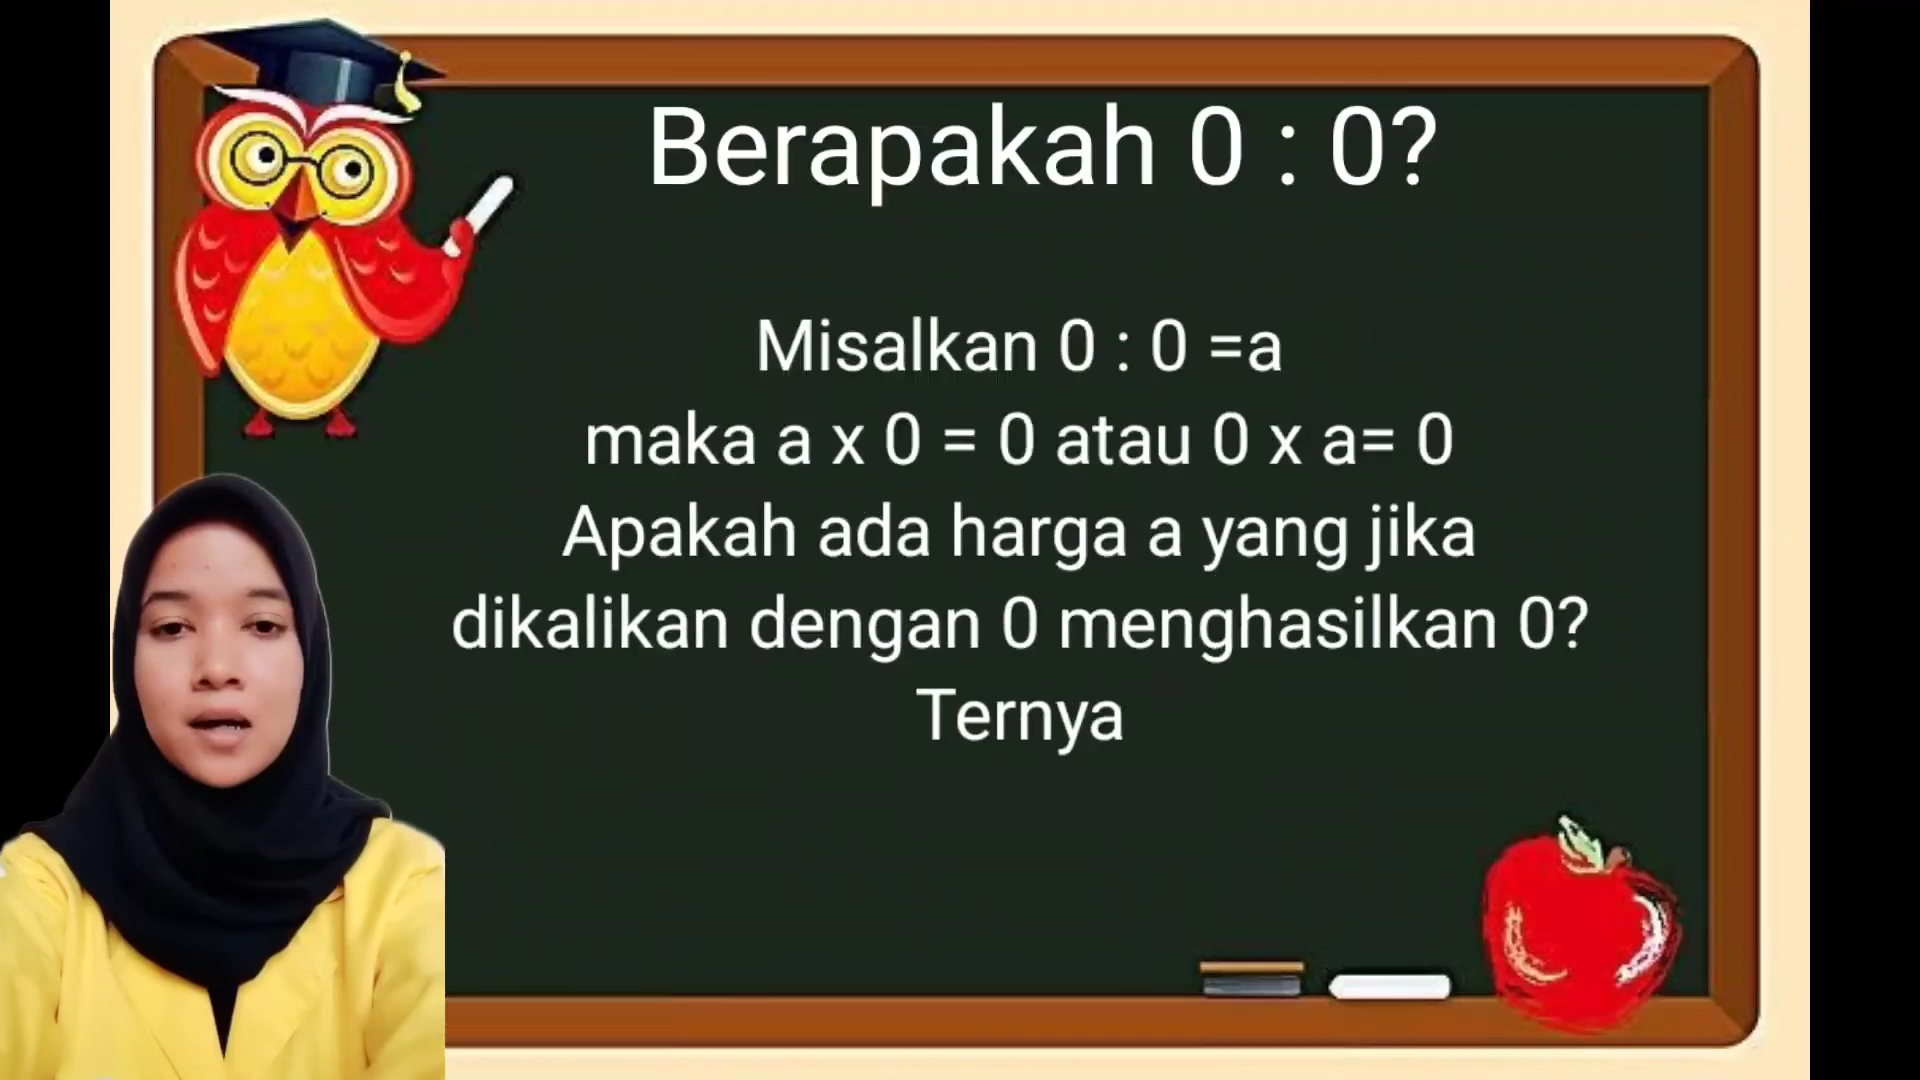 Berapakah 0 : 0?
Misalkan 0 : 0 =a
maka a x 0 = 0 atau 0 x a= 0
Apakah ada harga a yang jika
dikalikan dengan 0 menghasilkan 0?
Ternya